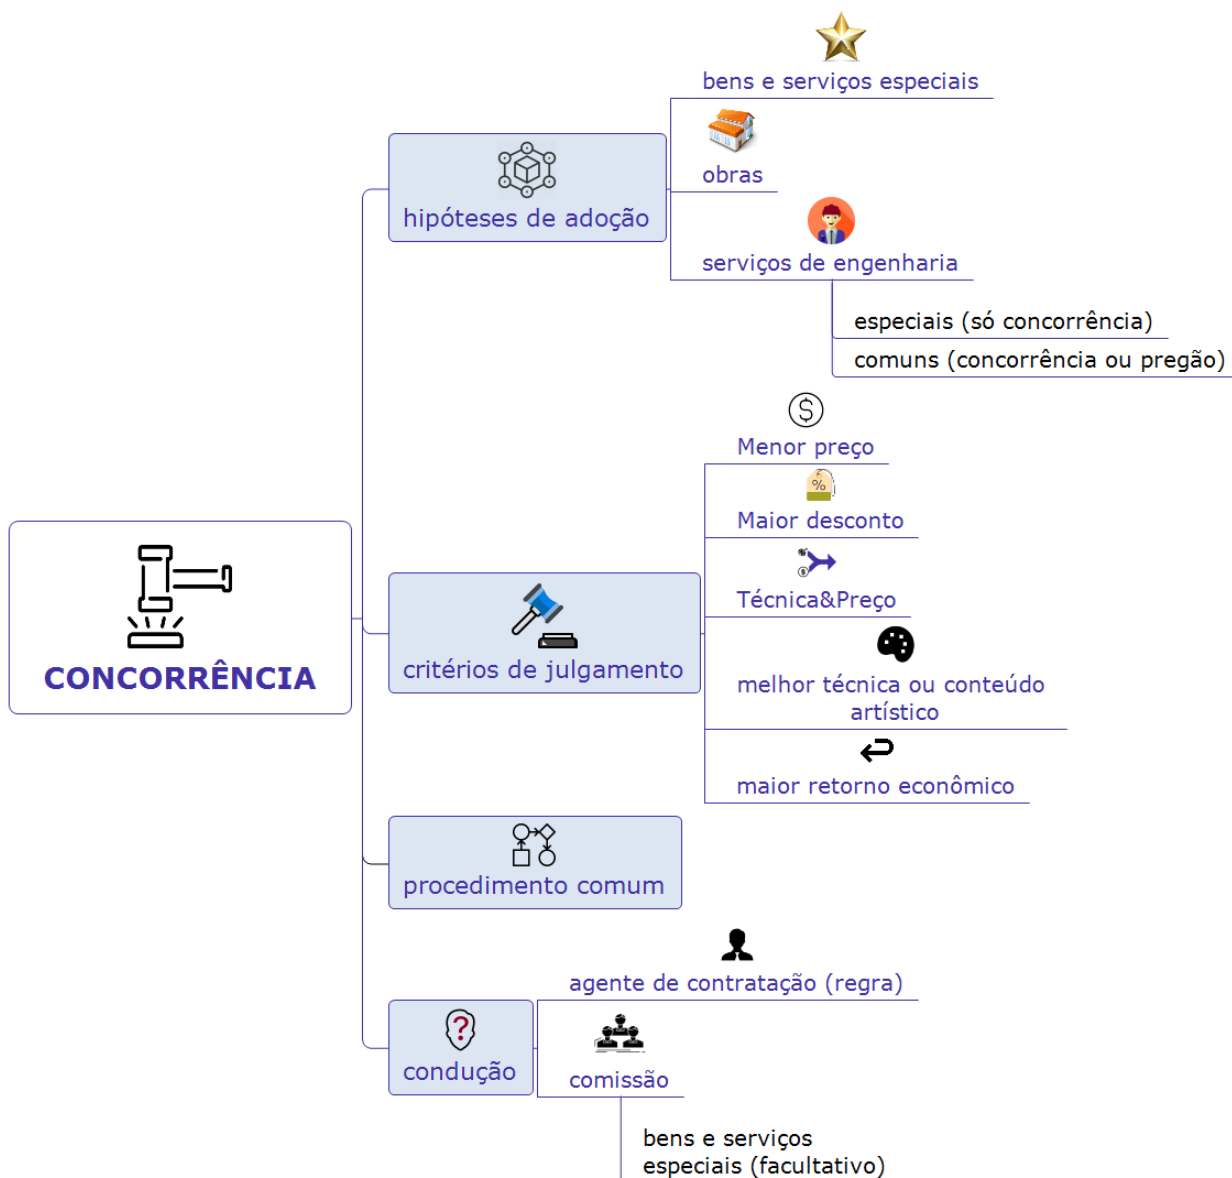 bens e serviços especiais
obras
hipóteses de adoção
serviços de engenharia
especiais (só concorrência)
comuns (concorrência ou pregão)
$
Menor preço
%
Maior desconto
$
Técnica&Preço
critérios de julgamento
CONCORRÊNCIA
melhor técnica ou conteúdo
artístico
maior retorno econômico
procedimento comum
agente de contratação (regra)
?
condução
comissão
bens e serviços
especiais (facultativo)